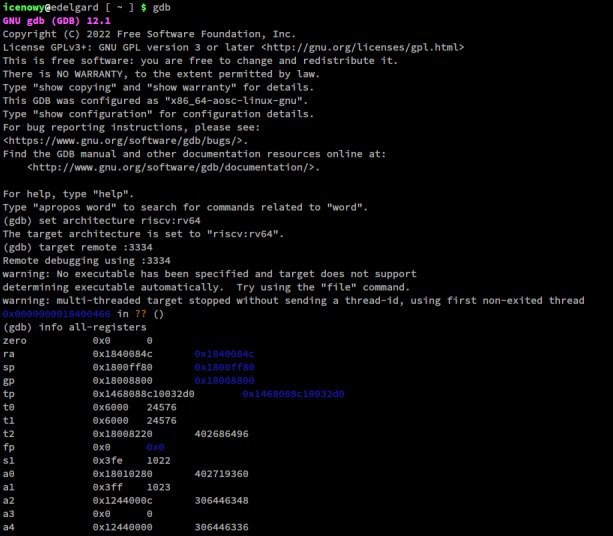 icenowy@edelgard [ ~ ] $ gdb
GNU gdb (GDB) 12.1
Copyright (C) 2022 Free Software Foundation, Inc.
License GPLv3+: GNU GPL version 3 or later <http://gnu.org/licenses/gpl.html>
This is free software: you are free to change and redistribute it.
There is NO WARRANTY, to the extent permitted by law.
Type "show copying" and "show warranty" for details.
This GDB was configured as "x86_64-aosc-linux-gnu".
Type "show configuration" for configuration details.
For bug reporting instructions, please see:
<https://www.gnu.org/software/gdb/bugs/>.
Find the GDB manual and other documentation resources online at:
    <http://www.gnu.org/software/gdb/documentation/>.

For help, type "help".
Type "apropos word" to search for commands related to "word".
(gdb) set architecture riscv:rv64
The target architecture is set to "riscv:rv64".
(gdb) target remote :3334
Remote debugging using :3334
warning: No executable has been specified and target does not support
determining executable automatically.  Try using the "file" command.
warning: multi-threaded target stopped without sending a thread-id, using first non-exited thread
0x0000000018400466 in ?? ()
(gdb) info all-registers
zero           0x0      0
ra             0x1840084c       0x1840084c
sp             0x1800ff80       0x1800ff80
gp             0x18008800       0x18008800
tp             0x1468088c10032d0        0x1468088c10032d0
t0             0x6000   24576
t1             0x6000   24576
t2             0x18008220       402686496
fp             0x0      0x0
s1             0x3fe    1022
a0             0x18010280       402719360
a1             0x3ff    1023
a2             0x1244000c       306446348
a3             0x0      0
a4             0x12440000       306446336